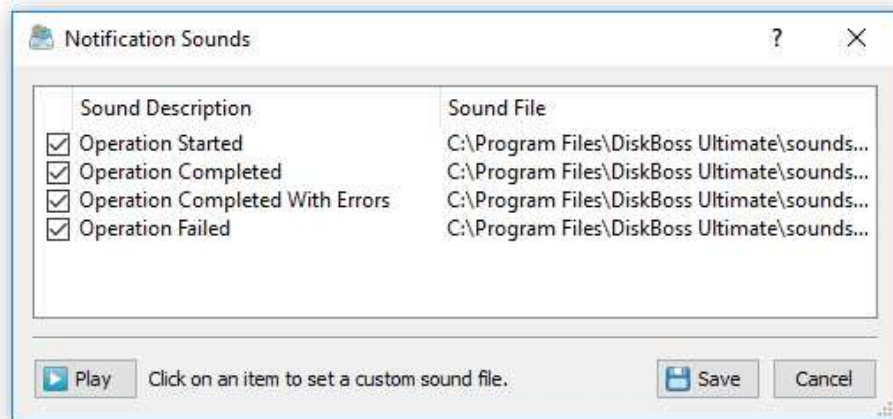 Notification Sounds ?
Sound Description Sound File
Operation Started C:\Program Files\DiskBoss Ultimate\sounds...
Operation Completed C:\Program Files\DiskBoss Ultimate\sounds...
Operation Completed With Errors C:\Program Files\DiskBoss Ultimate\sounds...
Operation Failed C:\Program Files\DiskBoss Ultimate\sounds...
Play Click on an item to set a custom sound file. Save Cancel